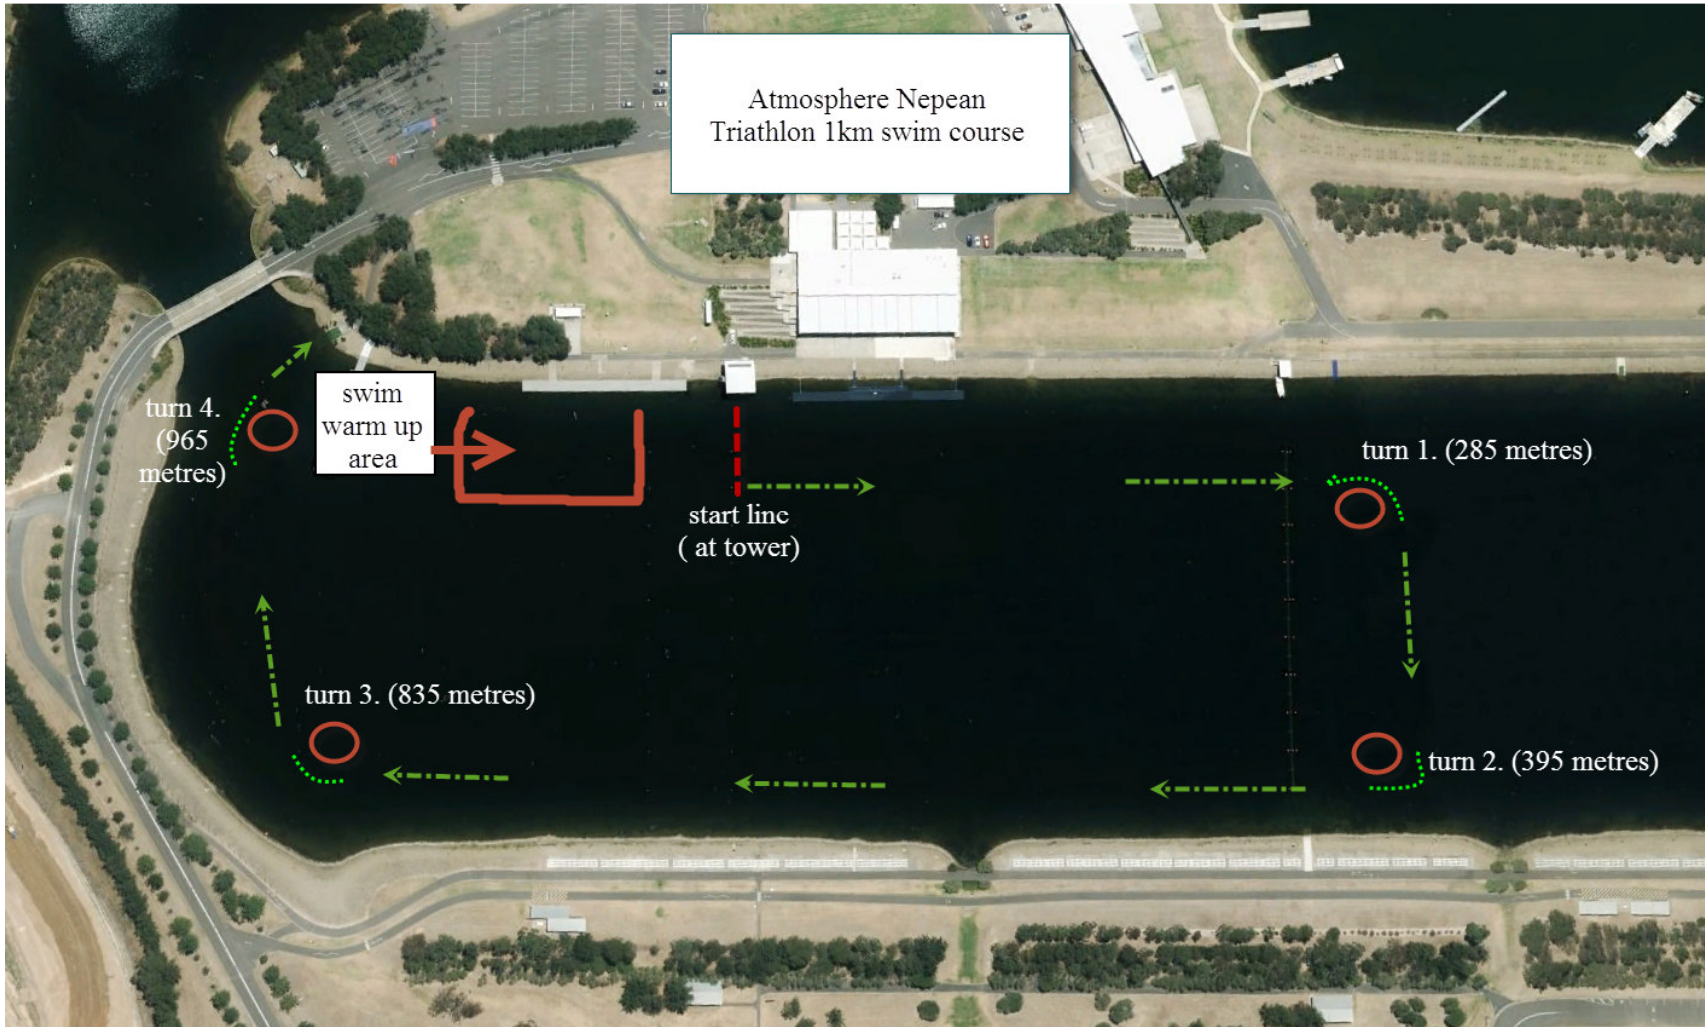 Atmosphere Nepean
Triathlon 1km swim course
swim
warm up
area
turn 4.
(965
metres)
start line
( at tower)
turn 1. (285 metres)
turn 3. (835 metres)
turn 2. (395 metres)